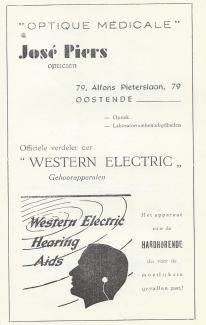 "OPTIQUE MÉDICALE"
José Piers
OPTICIEN
79, Alfons Pieterslaan, 79
OOSTENDE
— Optiek
— Laboratoriumbenodigdheden
Officiële verdeler der
" WESTERN ELECTRIC „
Gehoorapparaten
Western Electric
Hearing
Aids
Het apparaat
voor de
HARDHORENDE
die voor de
moeilijkste
gevallen past!